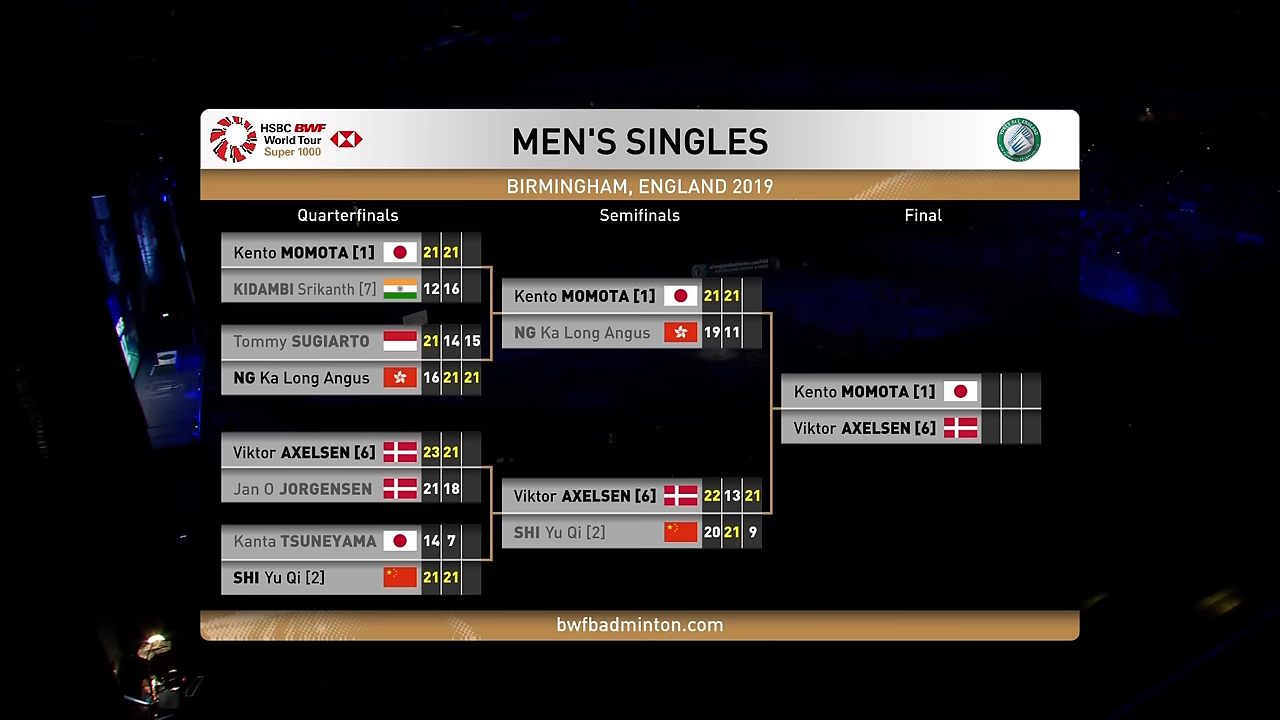 HSBC BWF
World Tour
Super 1000
MEN'S SINGLES
BIRMINGHAM, ENGLAND 2019
Quarterfinals
Kento MOMOTA [1] 21 21
KIDAMBI Srikanth [7] 12 16
Tommy SUGIARTO 21 14 15
NG Ka Long Angus 16 21 21
Viktor AXELSEN [6] 23 21
Jan O JORGENSEN 21 18
Kanta TSUNEYAMA 14 7
SHI Yu Qi [2] 21 21
Semifinals
Kento MOMOTA [1] 21 21
NG Ka Long Angus 19 11
Viktor AXELSEN [6] 22 13 21
SHI Yu Qi [2] 20 21 9
Final
Kento MOMOTA [1]
Viktor AXELSEN [6]
bwfbadminton.com